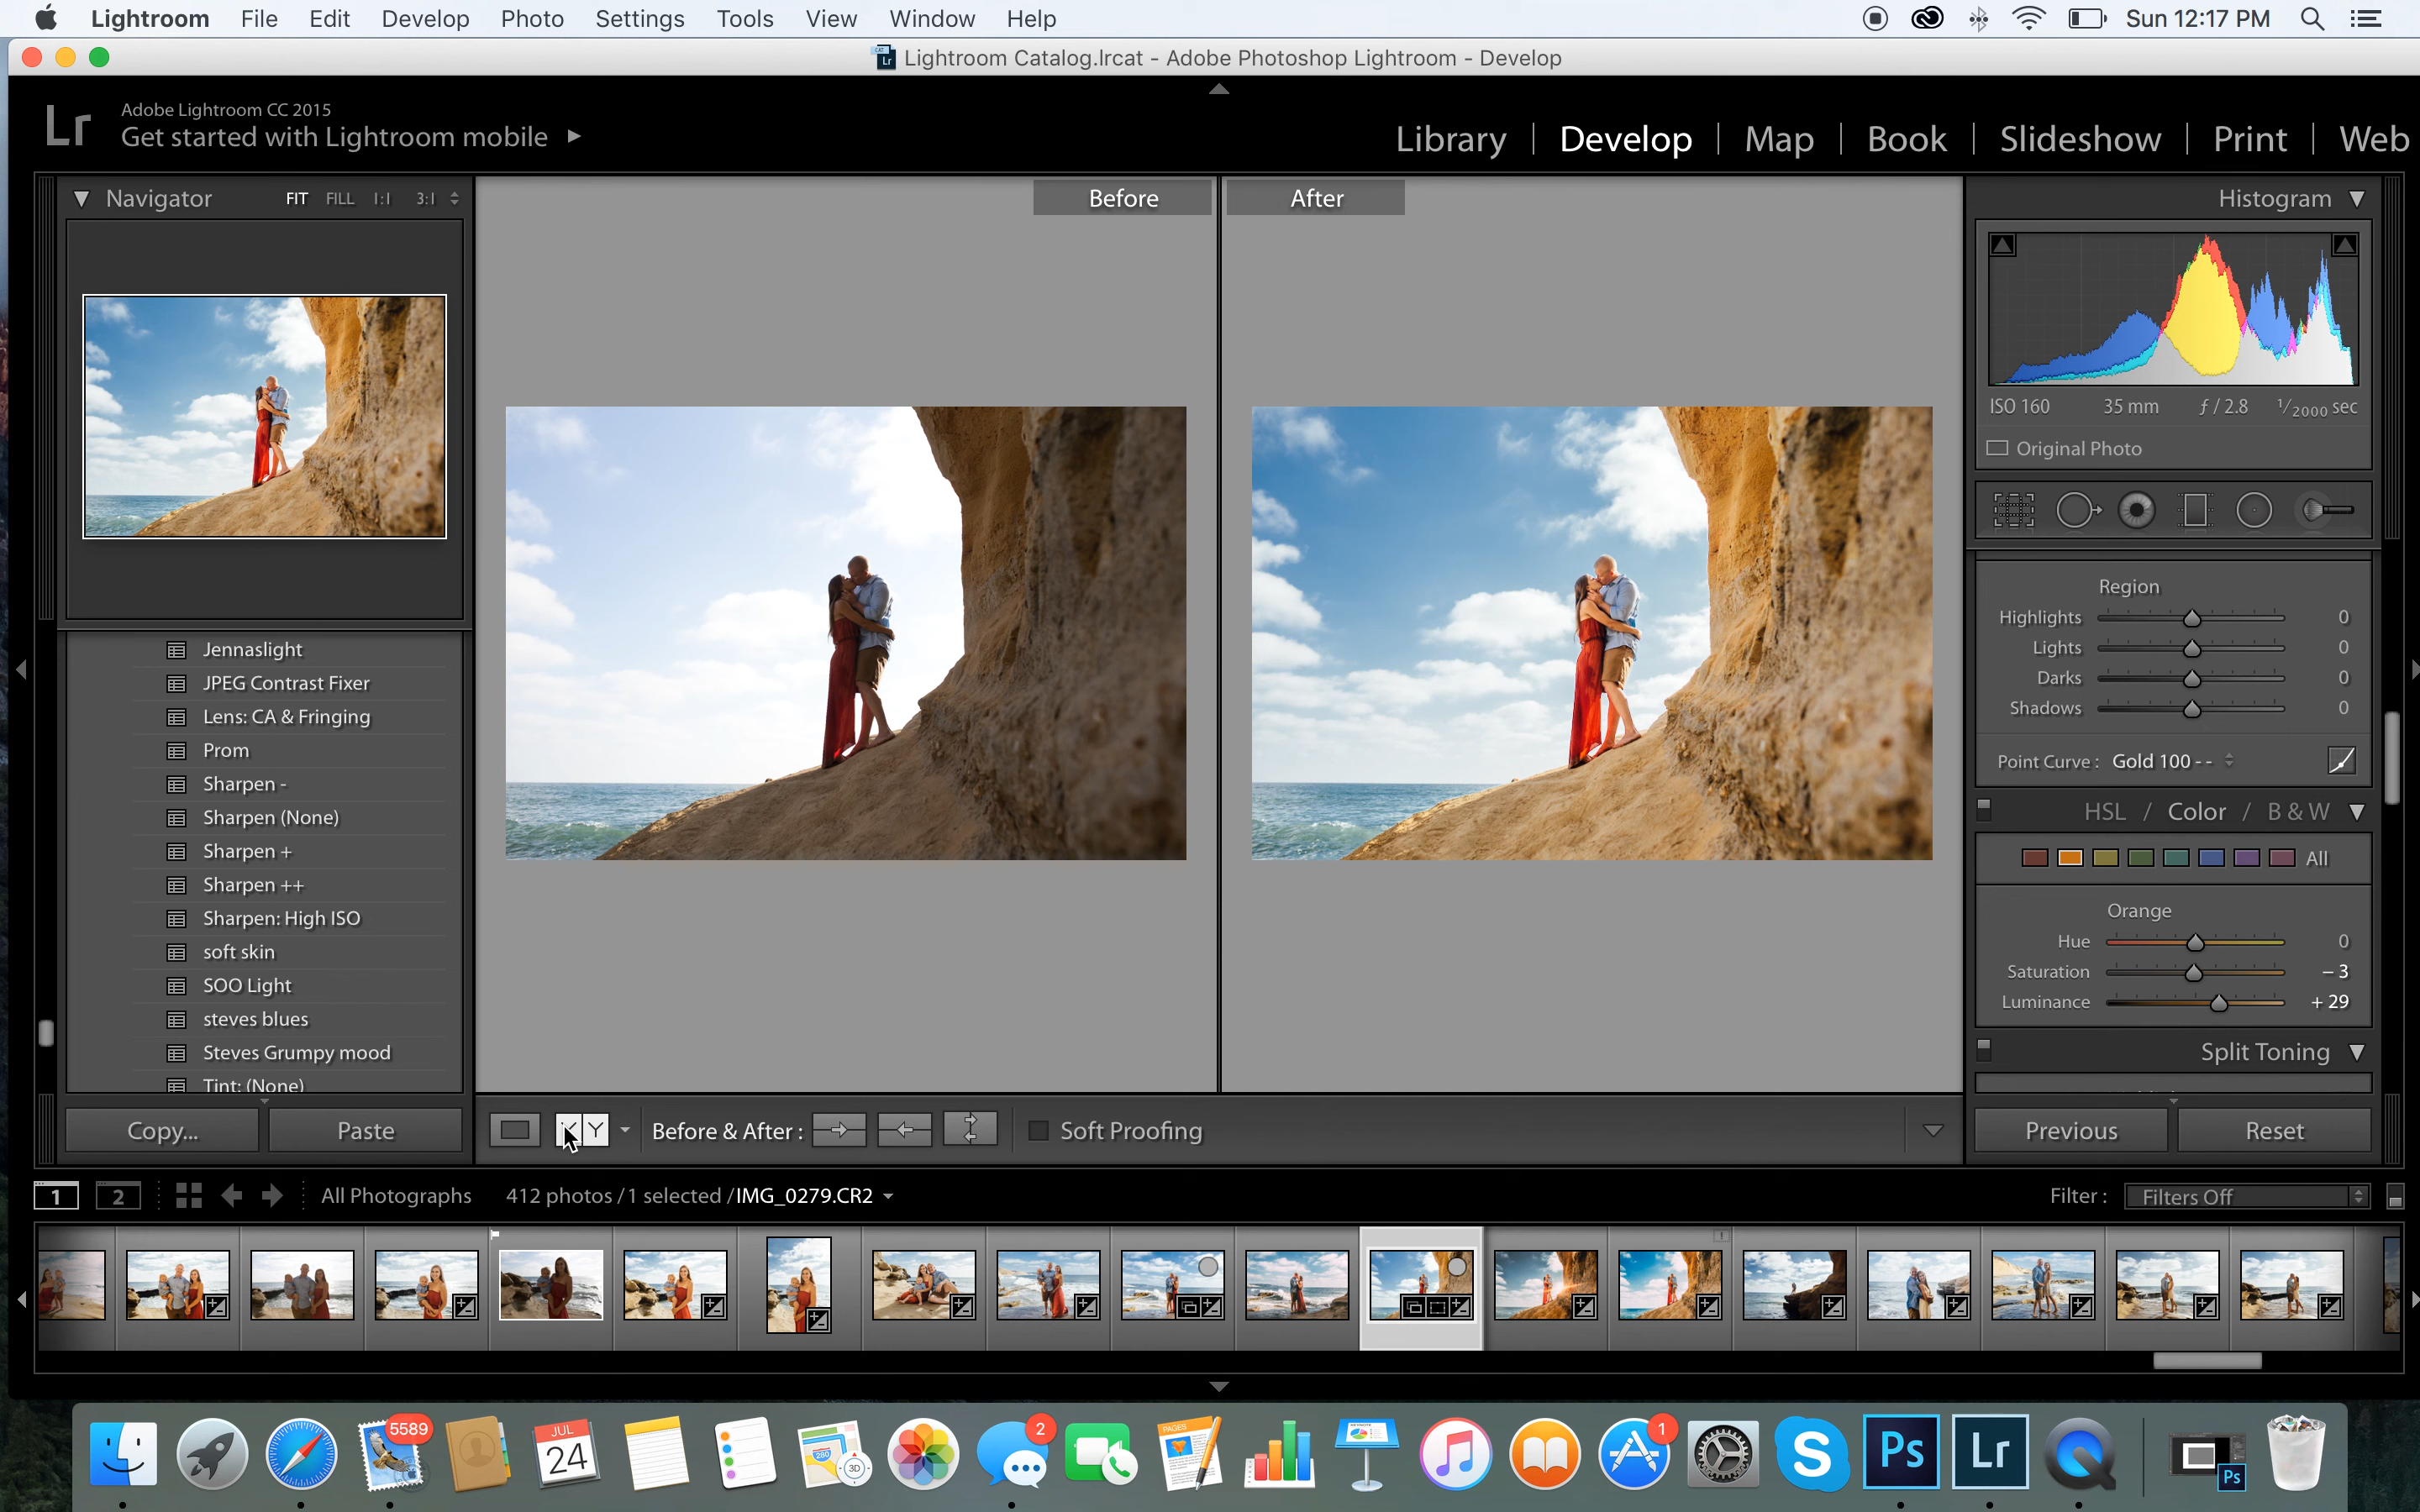 Lightroom File Edit Develop Photo Settings Tools View Window Help Sun 12:17 PM
Lightroom Catalog.lrcat - Adobe Photoshop Lightroom - Develop
Lr
Adobe Lightroom CC 2015
Get started with Lightroom mobile
Library | Develop | Map | Book | Slideshow | Print | Web
Navigator FIT FILL 1:1 3:1
Before
After
Histogram
ISO 160 35 mm ƒ / 2.8 1/2000 sec
Original Photo
Region
Highlights 0
Lights 0
Darks 0
Shadows 0
Point Curve : Gold 100 - -
HSL / Color / B & W
All
Orange
Hue 0
Saturation – 3
Luminance + 29
Split Toning
Jennaslight
JPEG Contrast Fixer
Lens: CA & Fringing
Prom
Sharpen -
Sharpen (None)
Sharpen +
Sharpen ++
Sharpen: High ISO
soft skin
SOO Light
steves blues
Steves Grumpy mood
Tint: (None)
Copy... Paste
Y Y Before & After : Soft Proofing
Previous Reset
1 2 All Photographs 412 photos / 1 selected / IMG_0279.CR2 Filter : Filters Off
5589
JUL
24
3D
2
PAGES
1
S
Ps
Lr
Ps